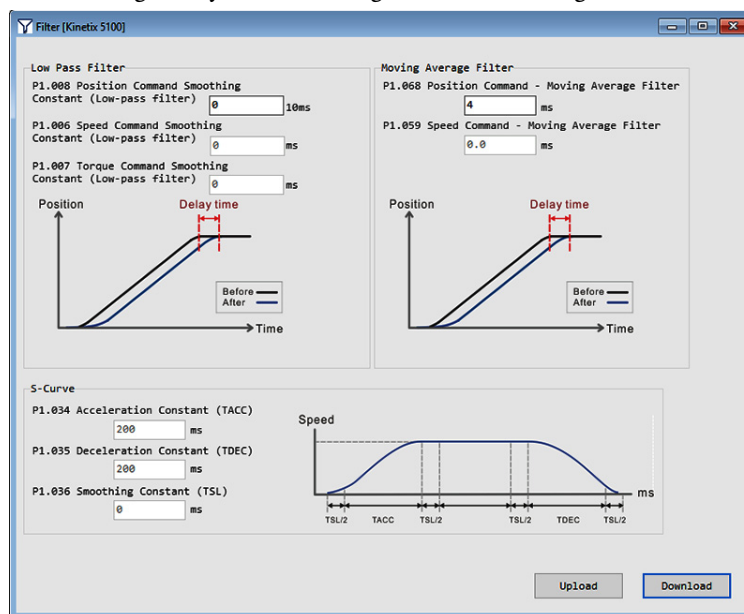 Filter [Kinetix 5100]
Low Pass Filter
P1.008 Position Command Smoothing
Constant (Low-pass filter)
0
10ms
P1.006 Speed Command Smoothing
Constant (Low-pass filter)
0
ms
P1.007 Torque Command Smoothing
Constant (Low-pass filter)
0
ms
Position
Delay time
Before
After
Time
Moving Average Filter
P1.068 Position Command - Moving Average Filter
4
ms
P1.059 Speed Command - Moving Average Filter
0.0
ms
Position
Delay time
Before
After
Time
S-Curve
P1.034 Acceleration Constant (TACC)
200
ms
P1.035 Deceleration Constant (TDEC)
200
ms
P1.036 Smoothing Constant (TSL)
0
ms
Speed
ms
TSL/2 TACC TSL/2 TSL/2 TDEC TSL/2
Upload
Download